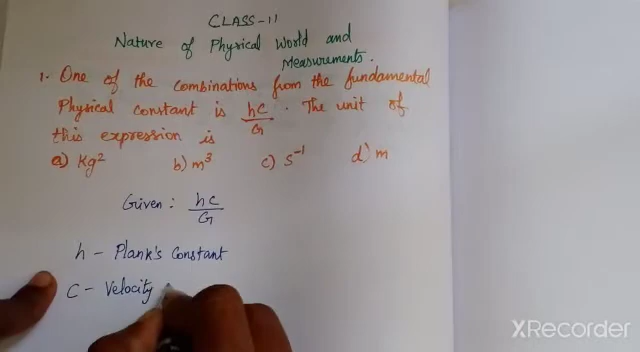 CLASS-11
Nature of Physical World and
Measurements.
1. One of the combinations from the fundamental
Physical constant is hc/G. The unit of
this expression is
a) Kg²  b) m³  c) S⁻¹  d) m
Given: hc/G
h - Plank's Constant
C - Velocity
XRecorder